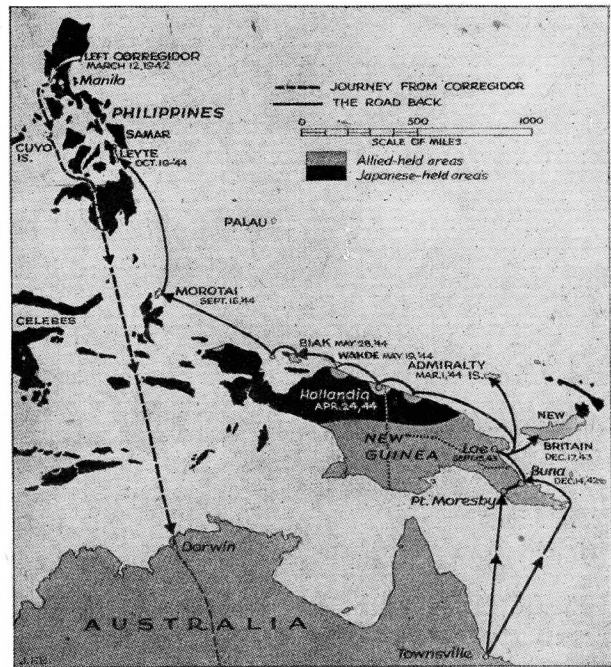 LEFT CORREGIDOR
MARCH 12, 1942
Manila
PHILIPPINES
SAMAR
CUYO
IS.
LEYTE
JOURNEY FROM CORREGIDOR
THE ROAD BACK
0 500 1000
SCALE OF MILES
Allied-held areas
Japanese-held areas
PALAU
MOROTAI
SEPT. 15, '44
CELEBES
BIAK MAY 28, '44
WAKDE MAY 19, '44
ADMIRALTY
IS.
MAR. 1, '44
Hollandia
APR. 24, 44
NEW
BRITAIN
DEC. 17, 43
NEW
GUINEA
Lae
Buna
DEC. 14, 42
Pt. Moresby
Darwin
AUSTRALIA
Townsville